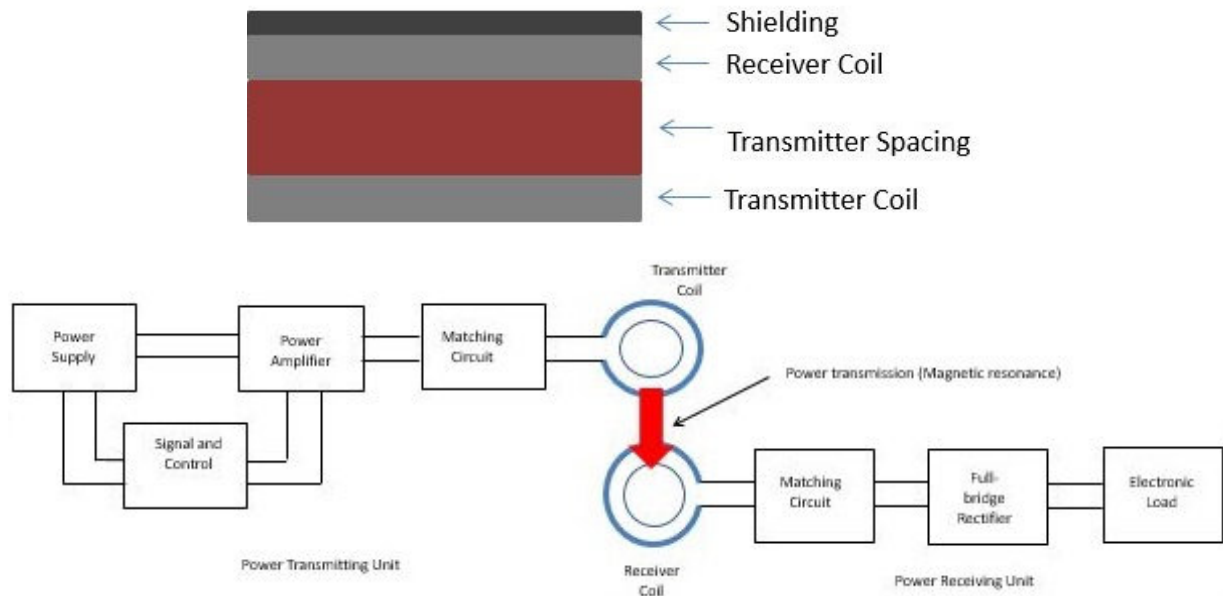 Shielding
Receiver Coil
Transmitter Spacing
Transmitter Coil
Transmitter
Coil
Power
Supply
Power
Amplifier
Matching
Circuit
Power transmission (Magnetic resonance)
Signal and
Control
Matching
Circuit
Full-
bridge
Rectifier
Electronic
Load
Power Transmitting Unit
Receiver
Coil
Power Receiving Unit